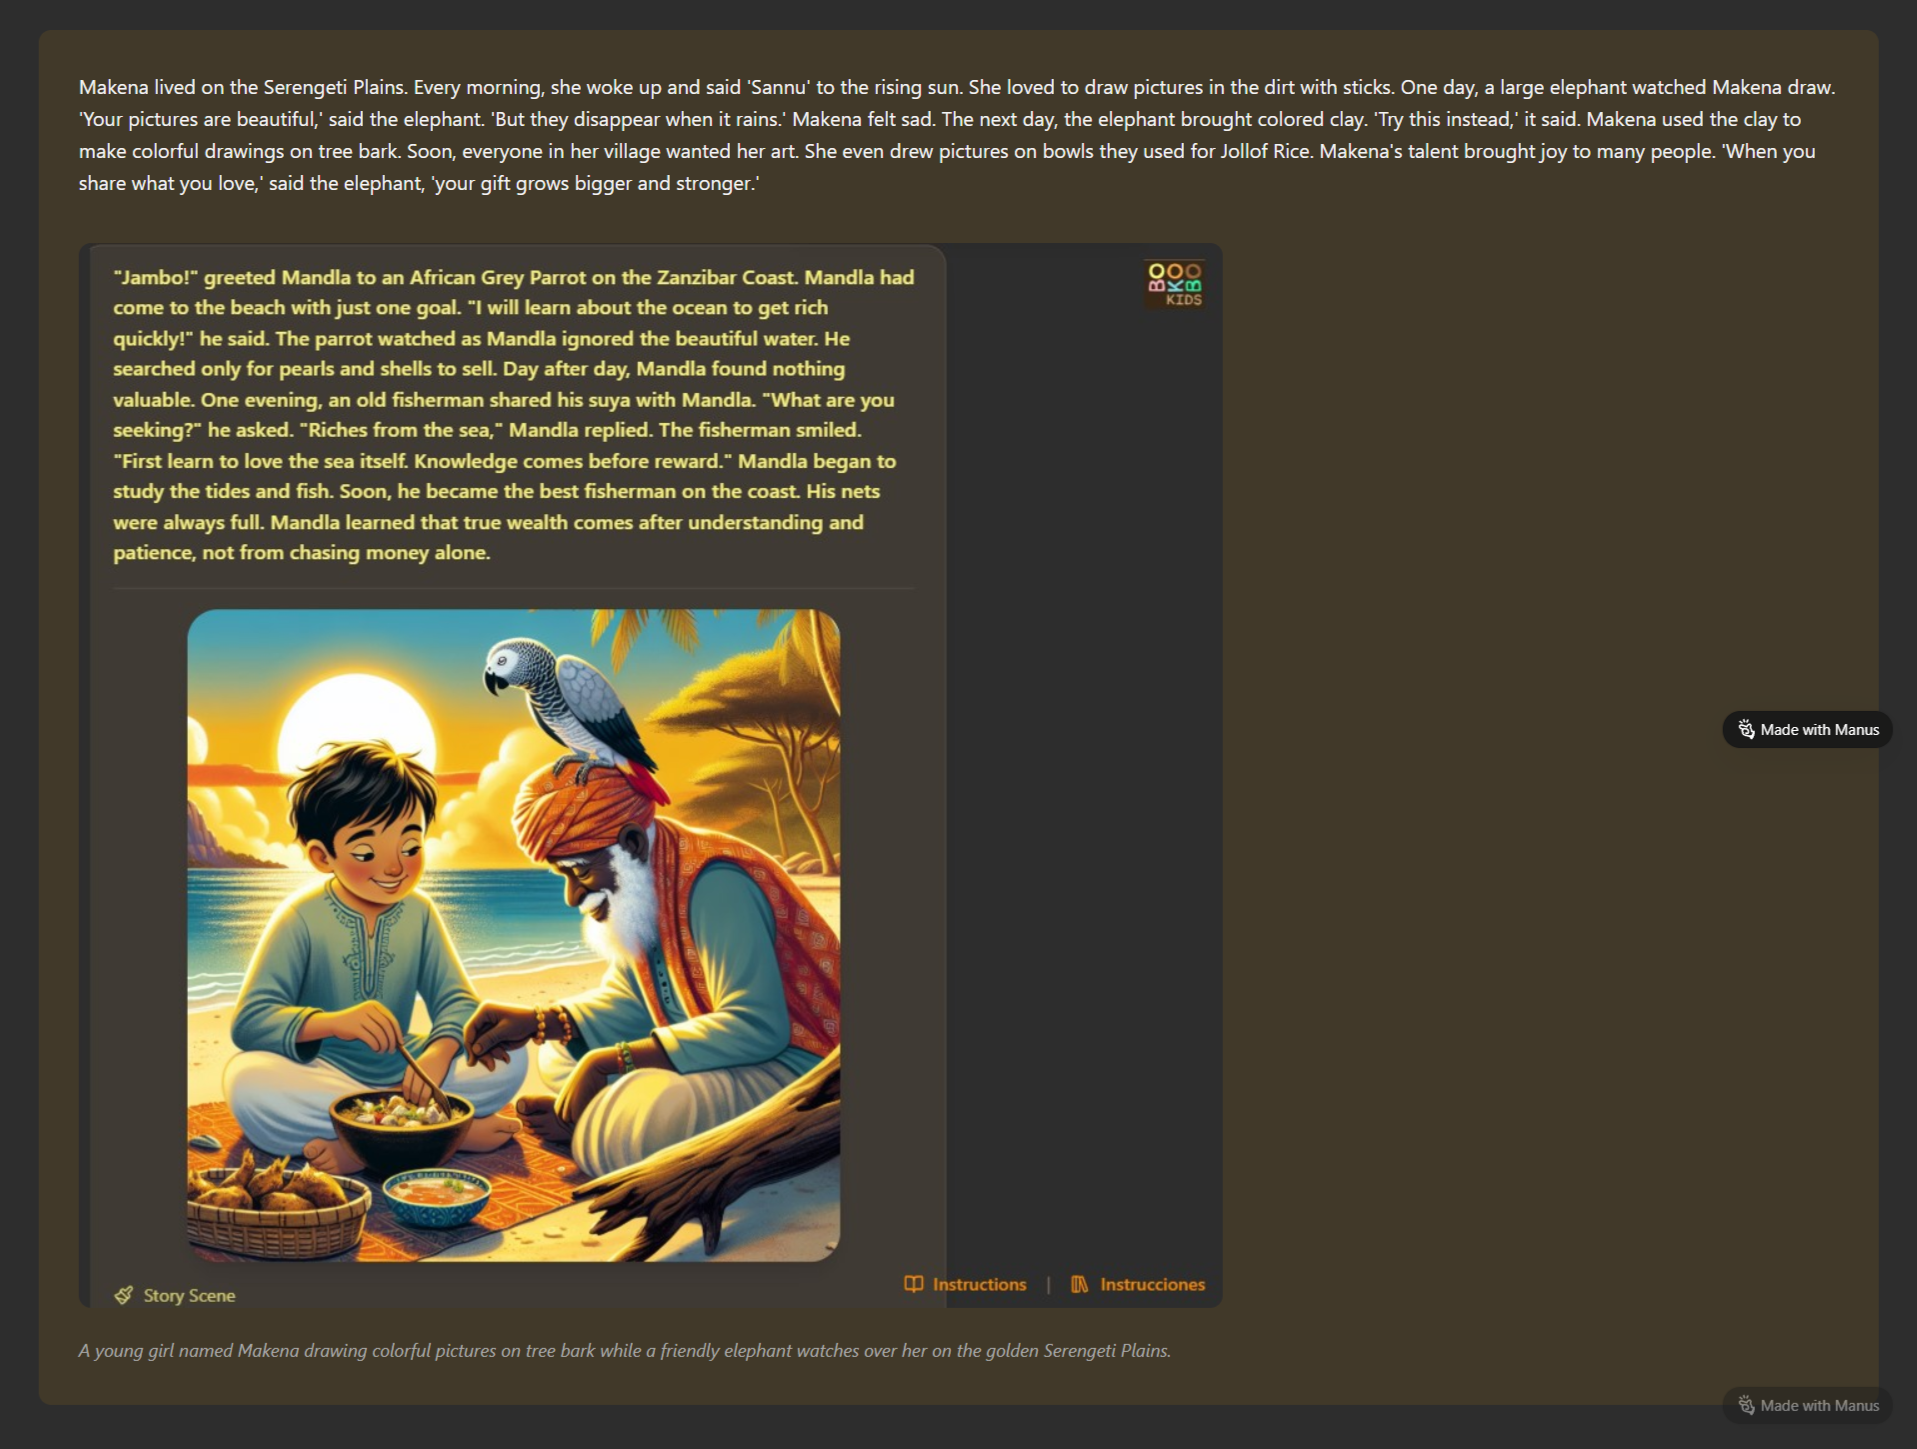 Makena lived on the Serengeti Plains. Every morning, she woke up and said 'Sannu' to the rising sun. She loved to draw pictures in the dirt with sticks. One day, a large elephant watched Makena draw.
'Your pictures are beautiful,' said the elephant. 'But they disappear when it rains.' Makena felt sad. The next day, the elephant brought colored clay. 'Try this instead,' it said. Makena used the clay to
make colorful drawings on tree bark. Soon, everyone in her village wanted her art. She even drew pictures on bowls they used for Jollof Rice. Makena's talent brought joy to many people. 'When you
share what you love,' said the elephant, 'your gift grows bigger and stronger.'
"Jambo!" greeted Mandla to an African Grey Parrot on the Zanzibar Coast. Mandla had
come to the beach with just one goal. "I will learn about the ocean to get rich
quickly!" he said. The parrot watched as Mandla ignored the beautiful water. He
searched only for pearls and shells to sell. Day after day, Mandla found nothing
valuable. One evening, an old fisherman shared his suya with Mandla. "What are you
seeking?" he asked. "Riches from the sea," Mandla replied. The fisherman smiled.
"First learn to love the sea itself. Knowledge comes before reward." Mandla began to
study the tides and fish. Soon, he became the best fisherman on the coast. His nets
were always full. Mandla learned that true wealth comes after understanding and
patience, not from chasing money alone.
BOOKBOO
KIDS
Made with Manus
Story Scene
Instructions | Instrucciones
A young girl named Makena drawing colorful pictures on tree bark while a friendly elephant watches over her on the golden Serengeti Plains.
Made with Manus